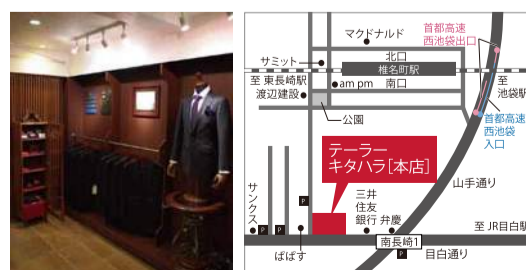 マクドナルド
首都高速
西池袋出口
北口
サミット
椎名町駅
至 東長崎駅
至
池袋駅
南口
渡辺建設
am pm
公園
首都高速
西池袋
入口
テーラー
キタハラ[本店]
山手通り
サンクス
P
P
P
三井
住友
銀行
弁慶
至 JR目白駅
ぱぱす
南長崎1
P
目白通り